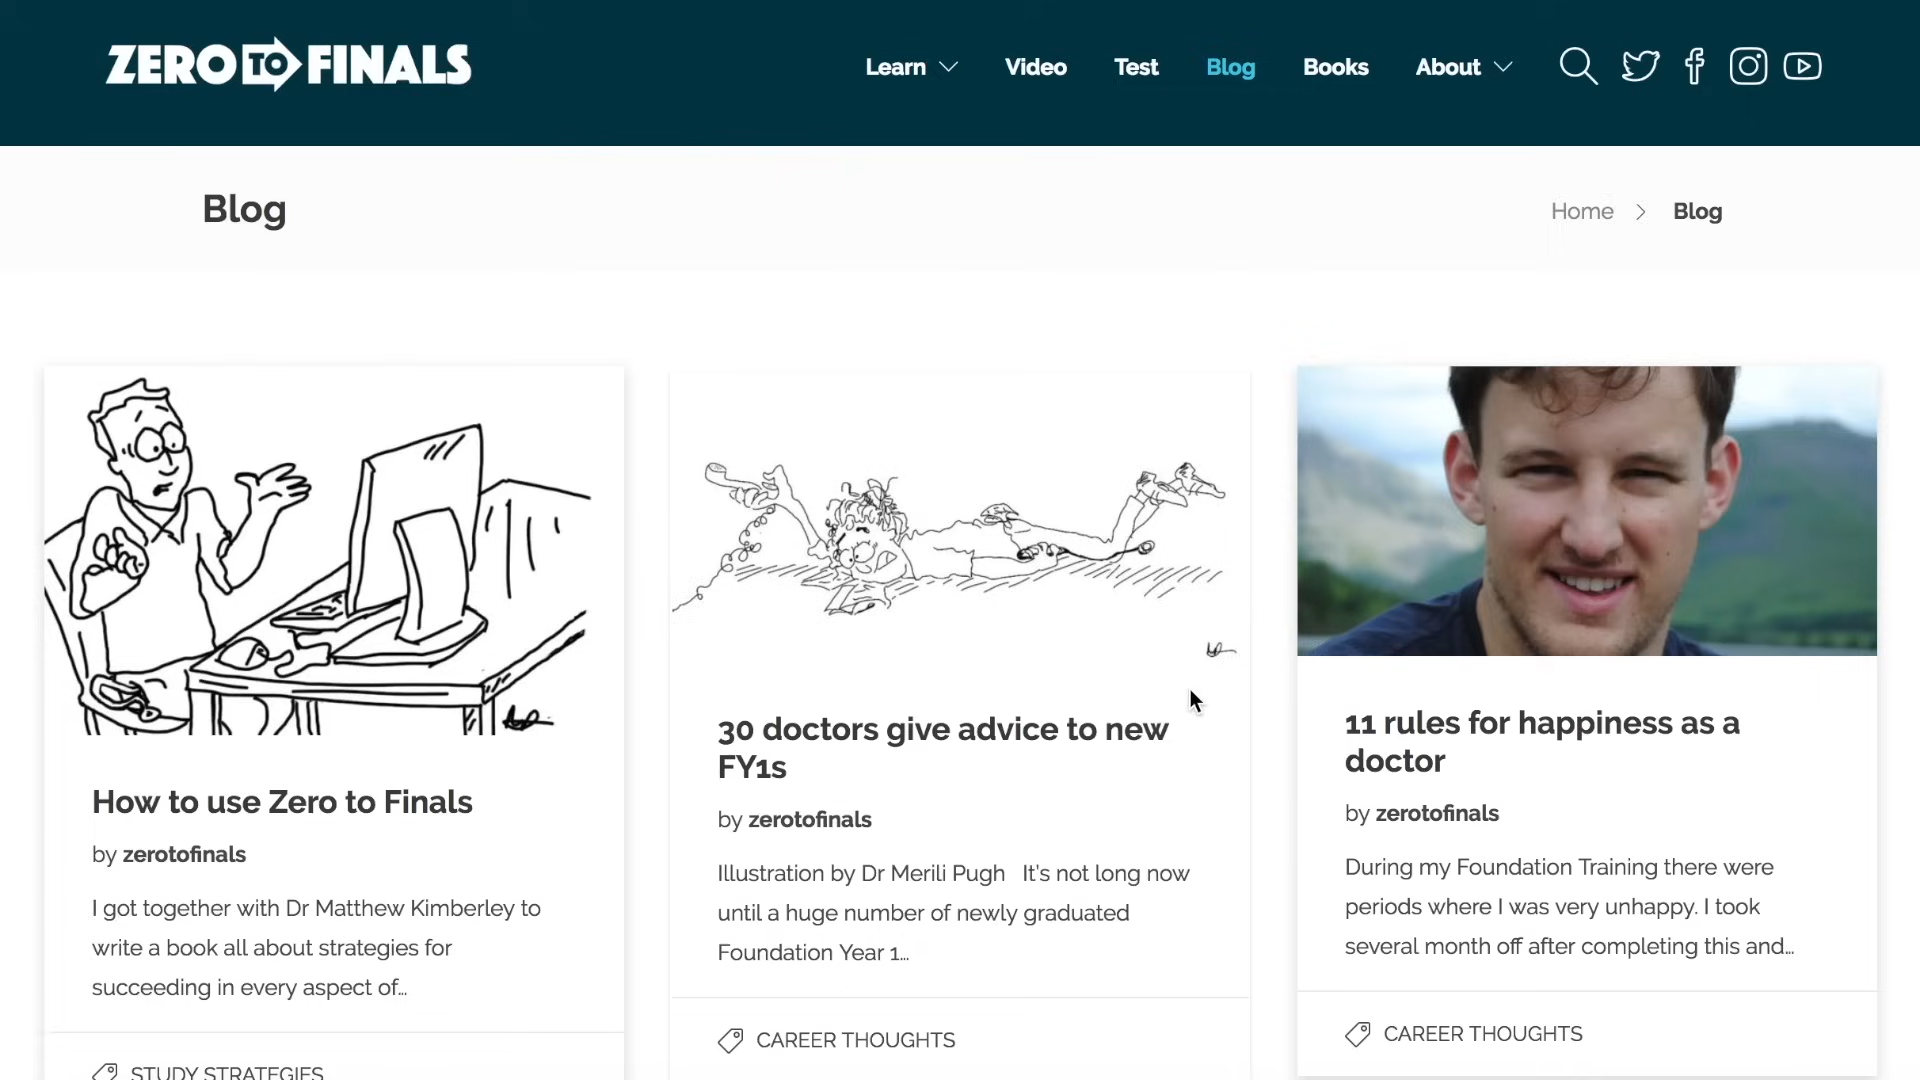 ZERO TO FINALS
Learn
Video
Test
Blog
Books
About
Blog
Home
Blog
How to use Zero to Finals
by zerotofinals
I got together with Dr Matthew Kimberley to
write a book all about strategies for
succeeding in every aspect of...
STUDY STRATEGIES
30 doctors give advice to new
FY1s
by zerotofinals
Illustration by Dr Merili Pugh It's not long now
until a huge number of newly graduated
Foundation Year 1...
CAREER THOUGHTS
11 rules for happiness as a
doctor
by zerotofinals
During my Foundation Training there were
periods where I was very unhappy. I took
several month off after completing this and...
CAREER THOUGHTS